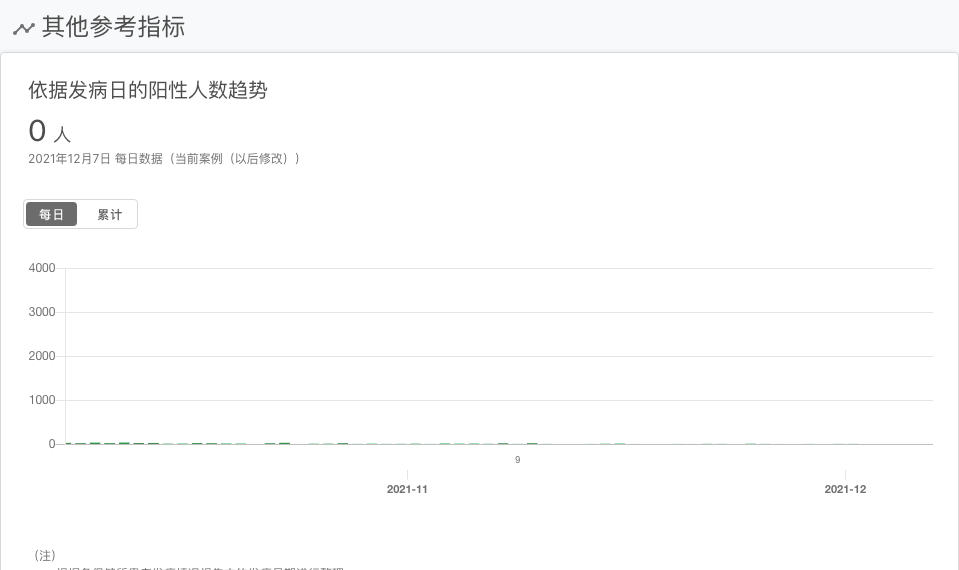 其他参考指标
依据发病日的阳性人数趋势
0 人
2021年12月7日 每日数据（当前案例（以后修改））
每日 累计
4000
3000
2000
1000
0
9
2021-11 2021-12
（注）